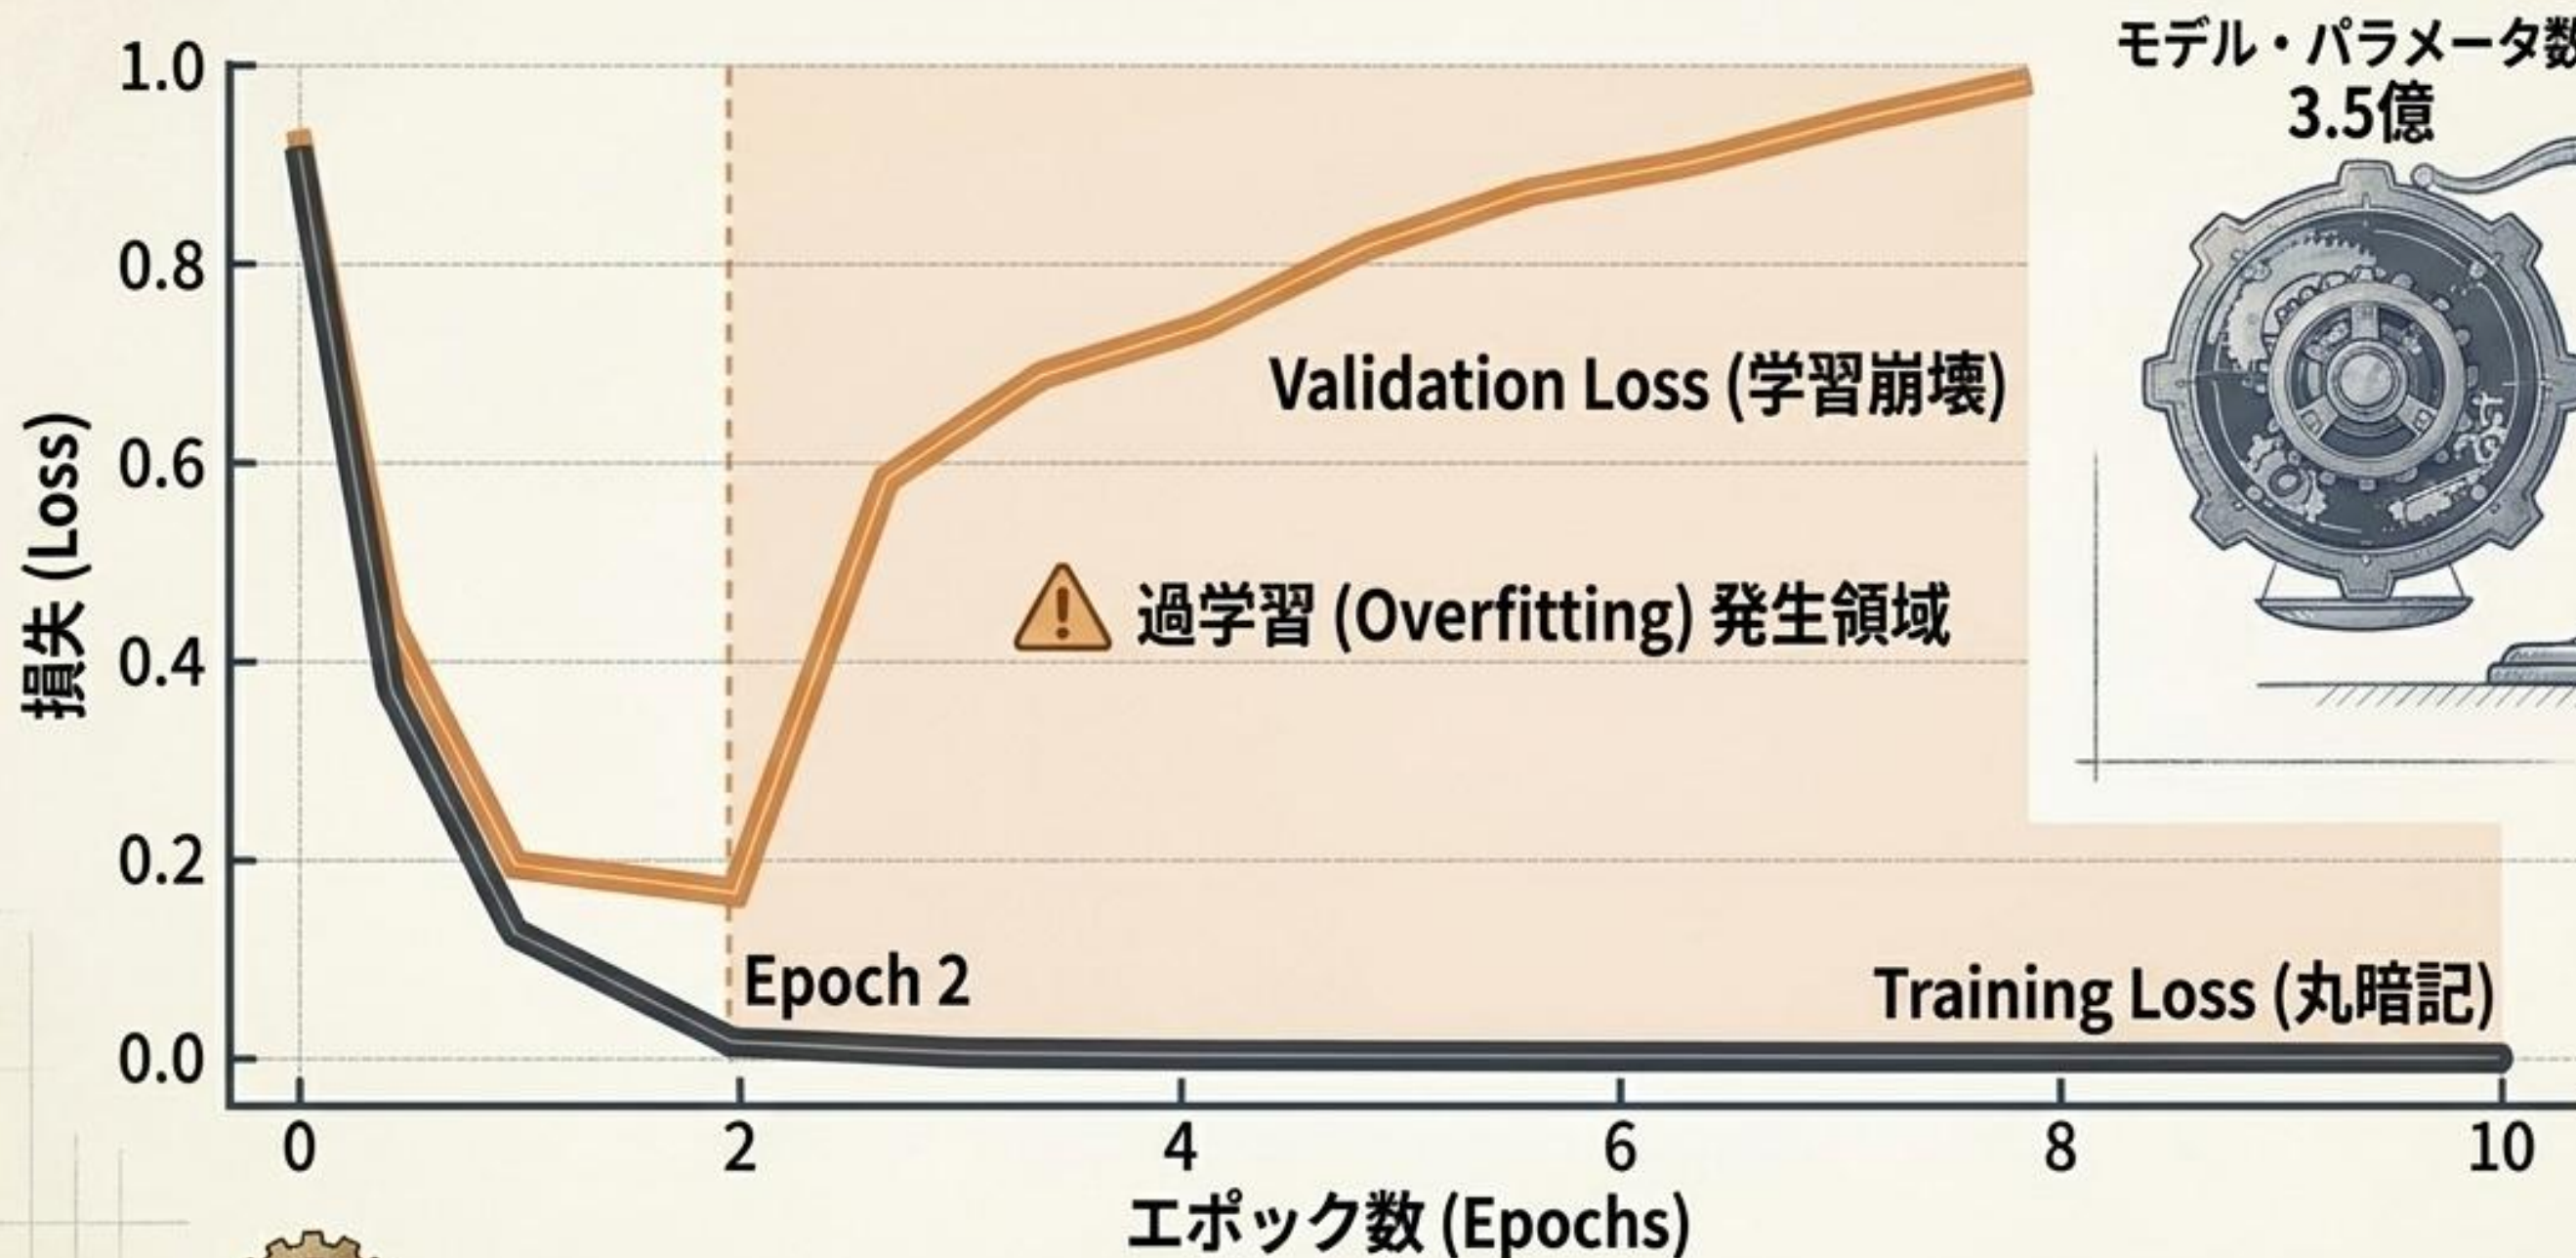 モデル・パラメータ数
3.5億
損失 (Loss)
1.0
0.8
0.6
0.4
0.2
0.0
Validation Loss (学習崩壊)
過学習 (Overfitting) 発生領域
Epoch 2
Training Loss (丸暗記)
0 2 4 6 8 10
エポック数 (Epochs)